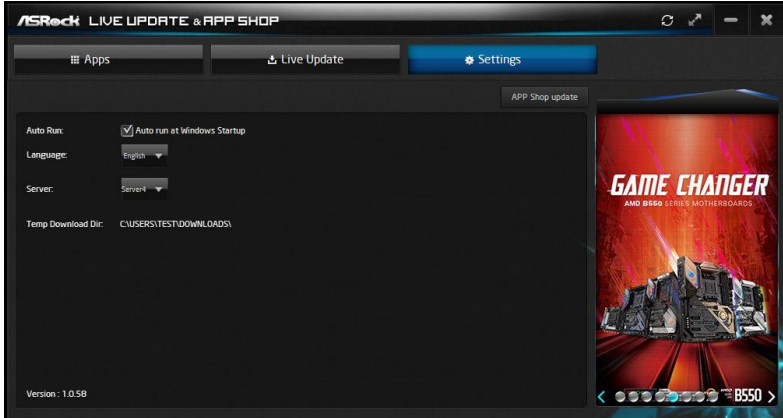 ASRock LIVE UPDATE & APP SHOP
Apps
Live Update
Settings
APP Shop update
Auto Run:
Auto run at Windows Startup
Language:
English
Server:
Server4
Temp Download Dir:
C:\USERS\TEST\DOWNLOADS\
Version : 1.0.58
GAME CHANGER
AMD B550 SERIES MOTHERBOARDS
B550